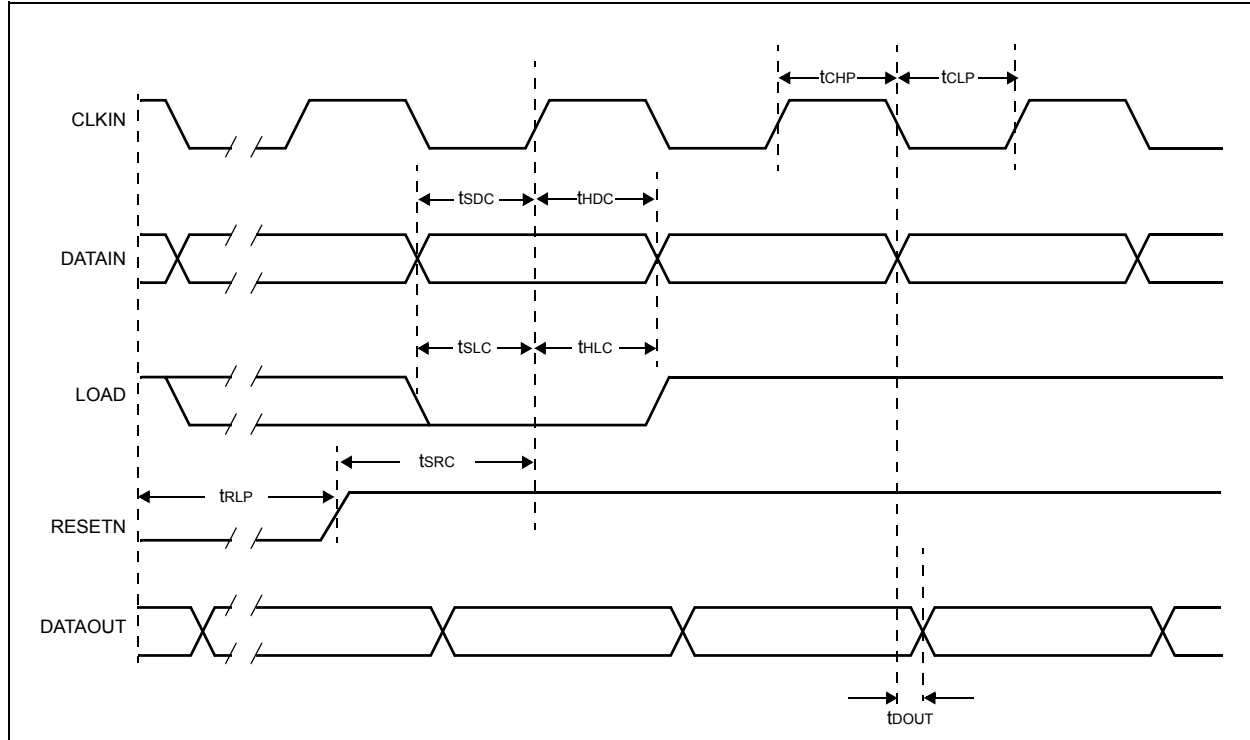 tCHP
tCLP
CLKIN
tSDC
tHDC
DATAIN
tSLC
tHLC
LOAD
tSRC
tRLP
RESETN
DATAOUT
tDOUT